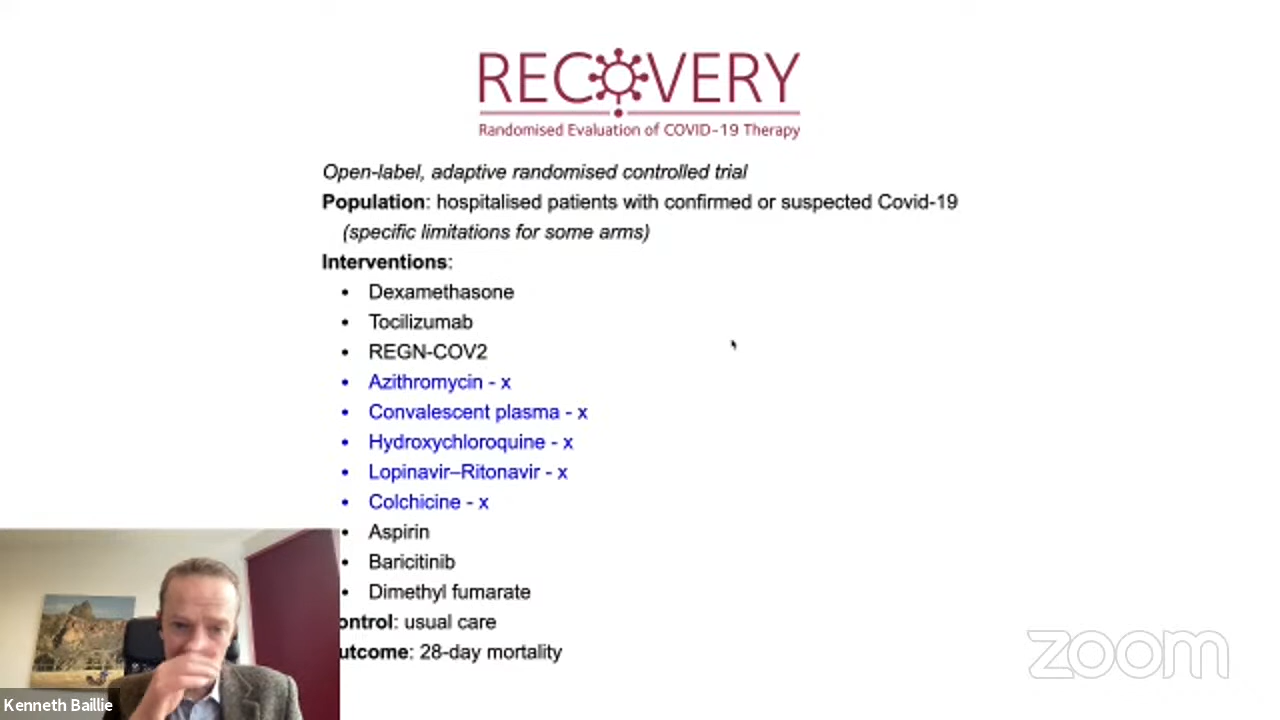 RECOVERY
Randomised Evaluation of COVID-19 Therapy
Open-label, adaptive randomised controlled trial
Population: hospitalised patients with confirmed or suspected Covid-19
(specific limitations for some arms)
Interventions:
• Dexamethasone
• Tocilizumab
• REGN-COV2
• Azithromycin - x
• Convalescent plasma - x
• Hydroxychloroquine - x
• Lopinavir–Ritonavir - x
• Colchicine - x
• Aspirin
• Baricitinib
• Dimethyl fumarate
ontrol: usual care
utcome: 28-day mortality
zoom
Kenneth Baillie